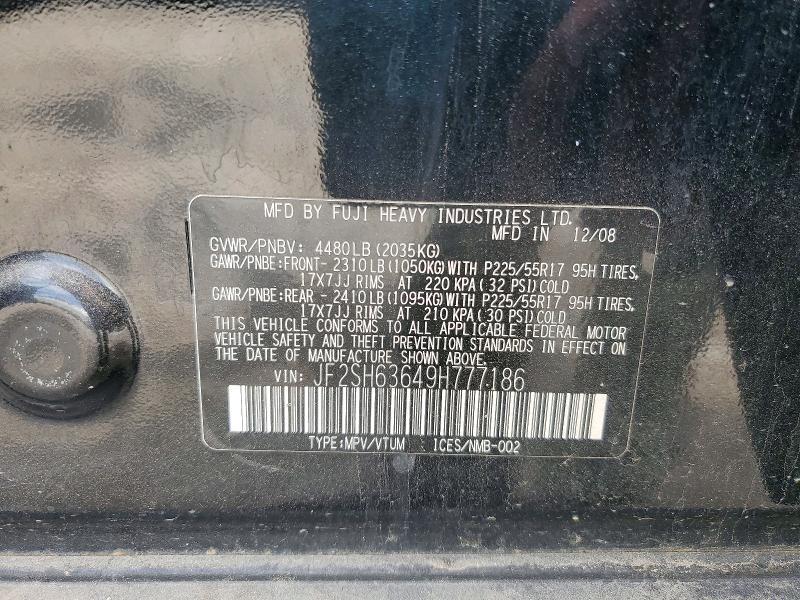 MFD BY FUJI HEAVY INDUSTRIES LTD.
MFD IN 12/08
GVWR/PNBV: 4480LB(2035KG)
GAWR/PNBE:FRONT- 2310LB(1050KG)WITH P225/55R17 95H TIRES,
17X7JJ RIMS AT 220 KPA(32 PSI)COLD
GAWR/PNBE:REAR - 2410LB(1095KG)WITH P225/55R17 95H TIRES,
17X7JJ RIMS AT 210 KPA(30 PSI)COLD
THIS VEHICLE CONFORMS TO ALL APPLICABLE FEDERAL MOTOR
VEHICLE SAFETY AND THEFT PREVENTION STANDARDS IN EFFECT ON
THE DATE OF MANUFACTURE SHOWN ABOVE.
VIN: JF2SH63649H777186
TYPE:MPV/VTUM ICES/NMB-002